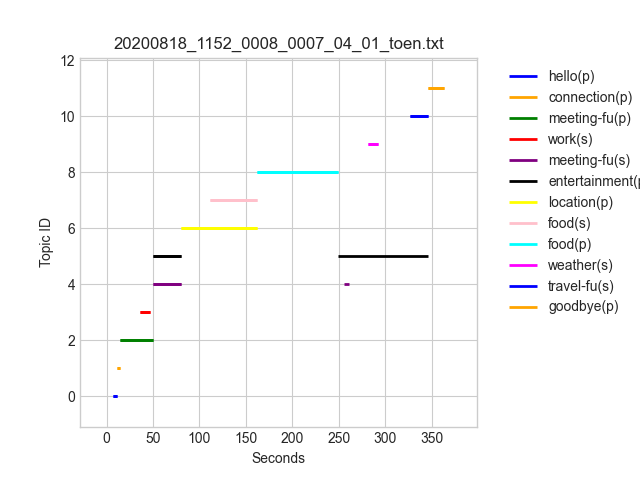 20200818_1152_0008_0007_04_01_toen.txt
12
10
8
6
4
2
0
Topic ID
0 50 100 150 200 250 300 350
Seconds
hello(p)
connection(p)
meeting-fu(p)
work(s)
meeting-fu(s)
entertainment(p
location(p)
food(s)
food(p)
weather(s)
travel-fu(s)
goodbye(p)